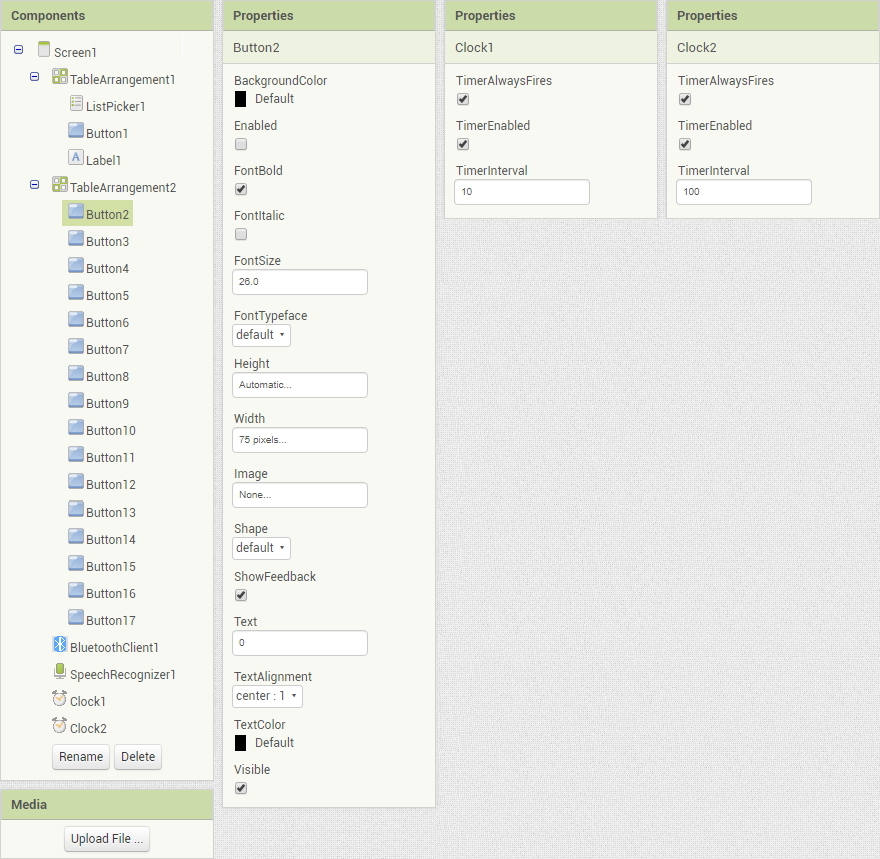 Components
Screen1
TableArrangement1
ListPicker1
Button1
A Label1
TableArrangement2
Button2
Button3
Button4
Button5
Button6
Button7
Button8
Button9
Button10
Button11
Button12
Button13
Button14
Button15
Button16
Button17
BluetoothClient1
SpeechRecognizer1
Clock1
Clock2
Rename Delete
Media
Upload File ...
Properties
Button2
BackgroundColor
Default
Enabled
FontBold
FontItalic
FontSize
26.0
FontTypeface
default
Height
Automatic...
Width
75 pixels...
Image
None...
Shape
default
ShowFeedback
Text
0
TextAlignment
center : 1
TextColor
Default
Visible
Properties
Clock1
TimerAlwaysFires
TimerEnabled
TimerInterval
10
Properties
Clock2
TimerAlwaysFires
TimerEnabled
TimerInterval
100